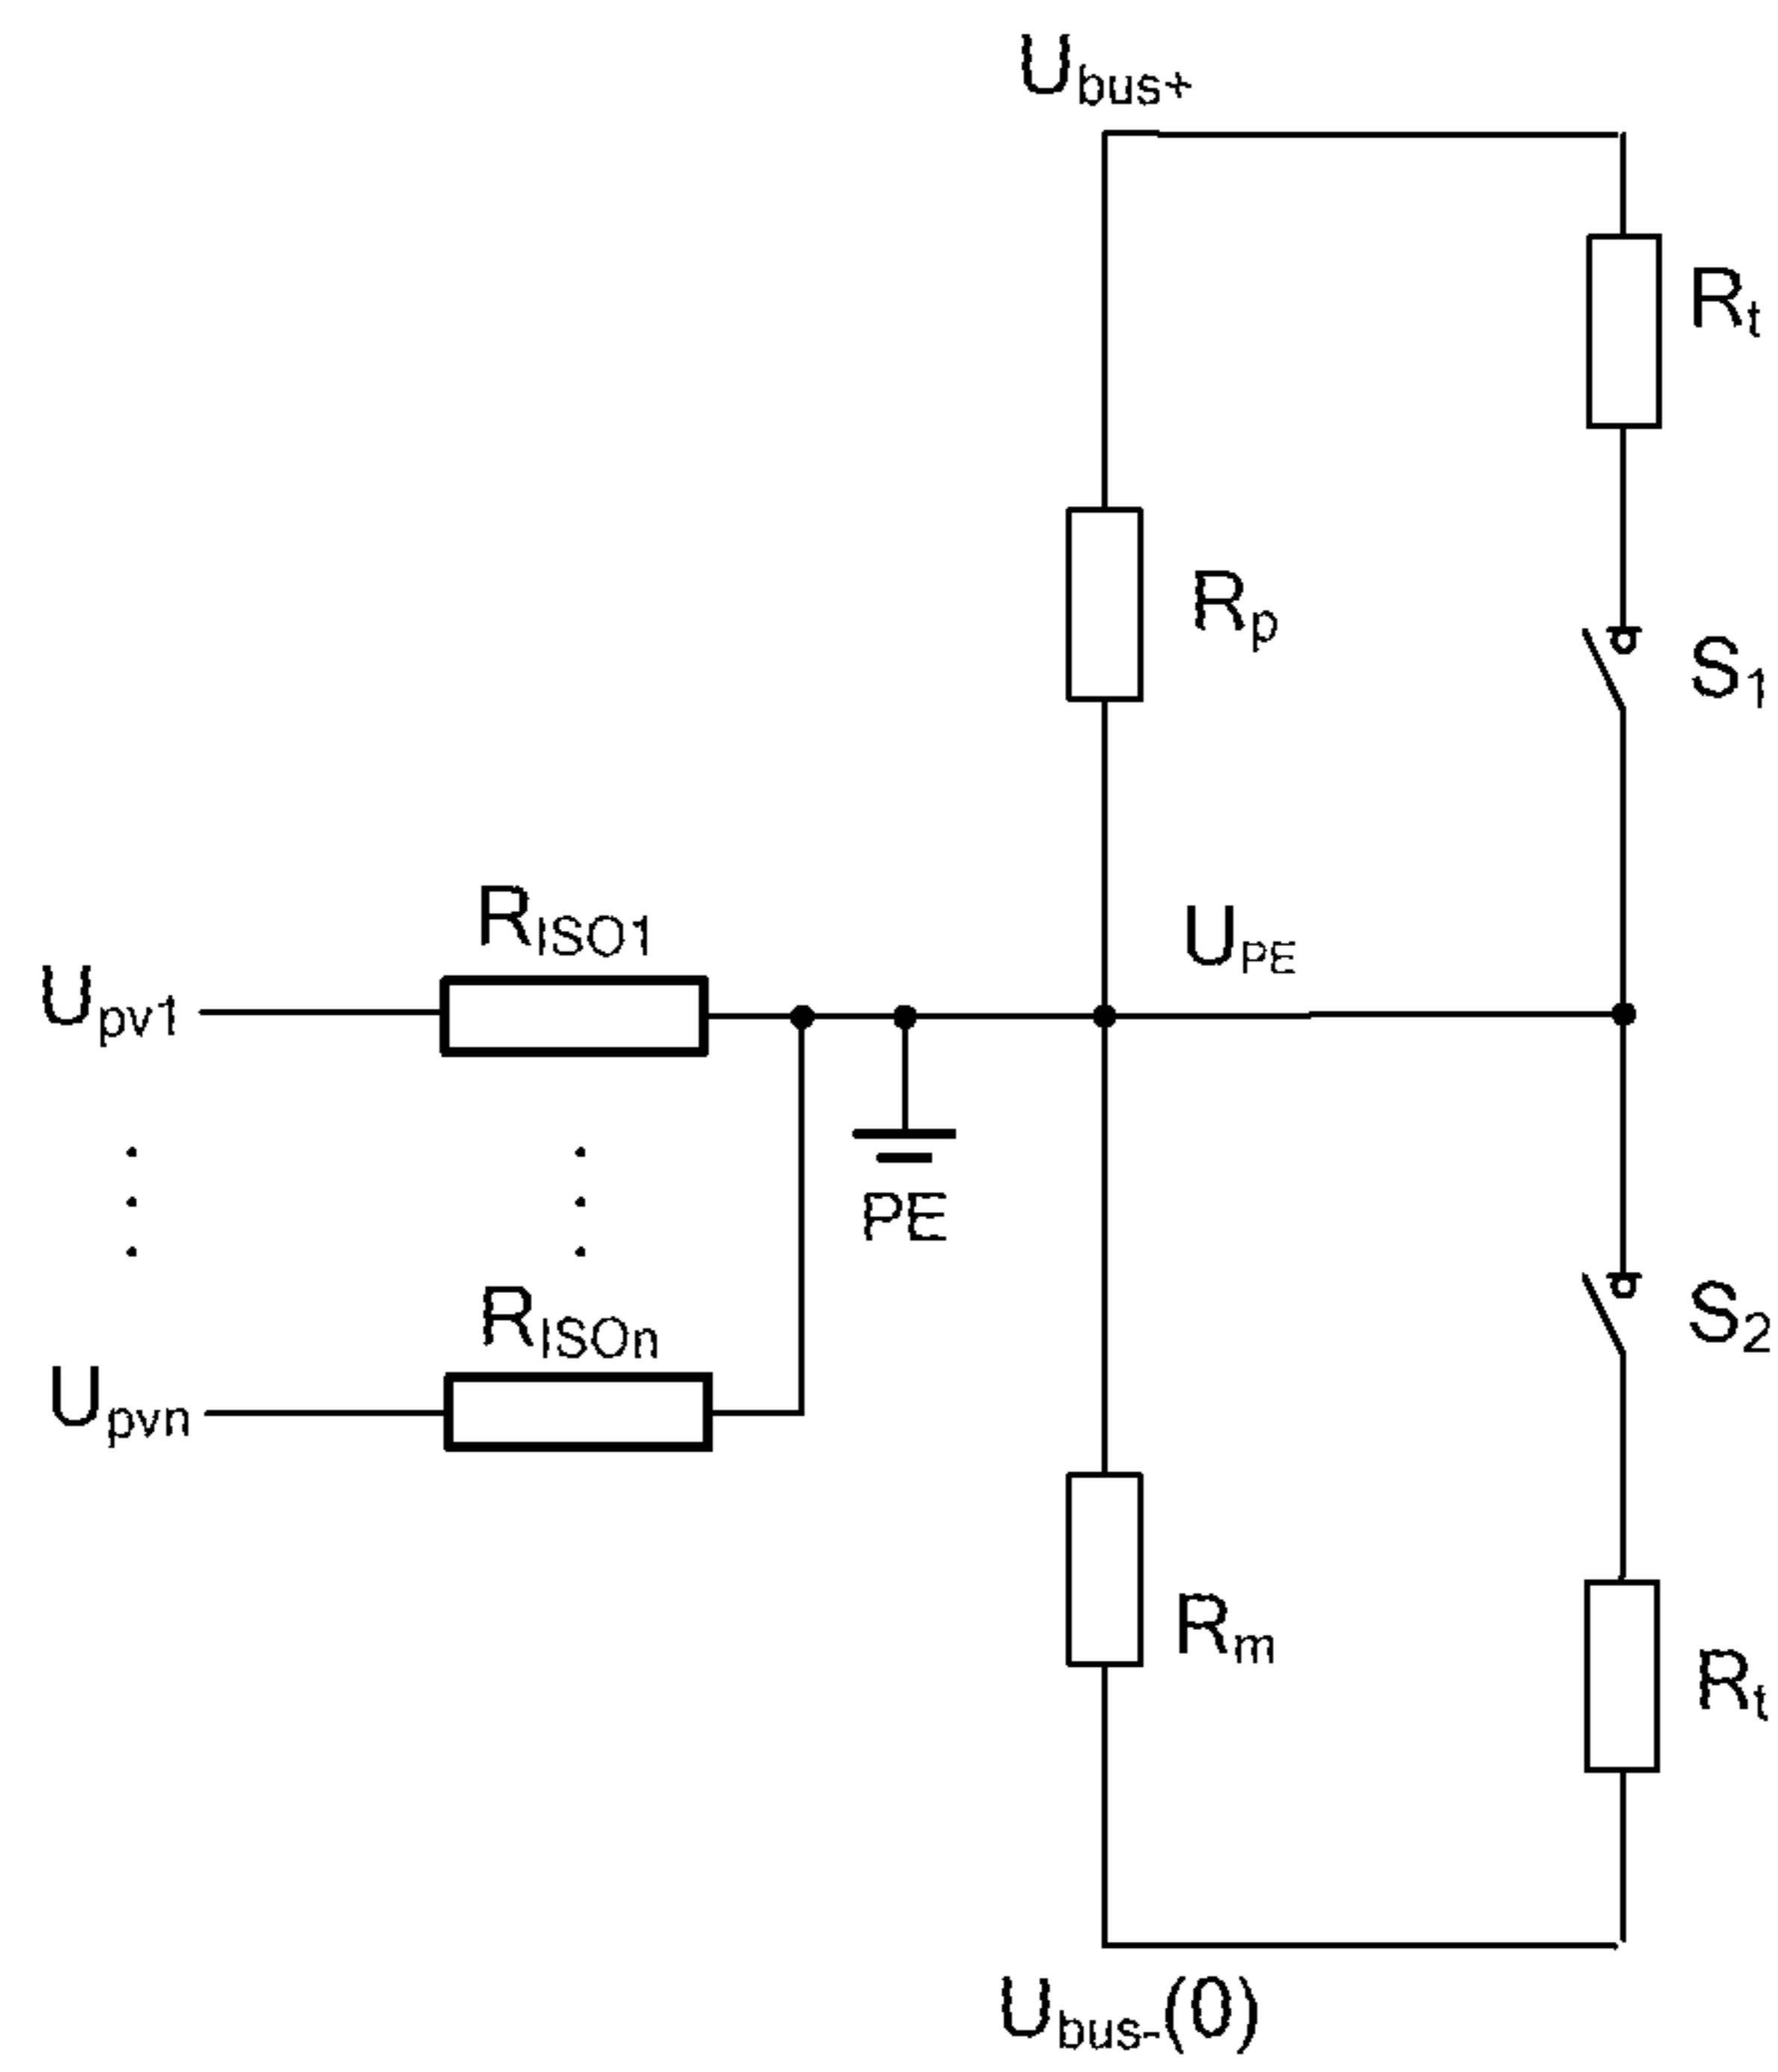 Ubus+
Rt
Rp
S1
RISO1
UPE
Upv1
PE
RISOn
S2
Upvn
Rm
Rt
Ubus-(0)